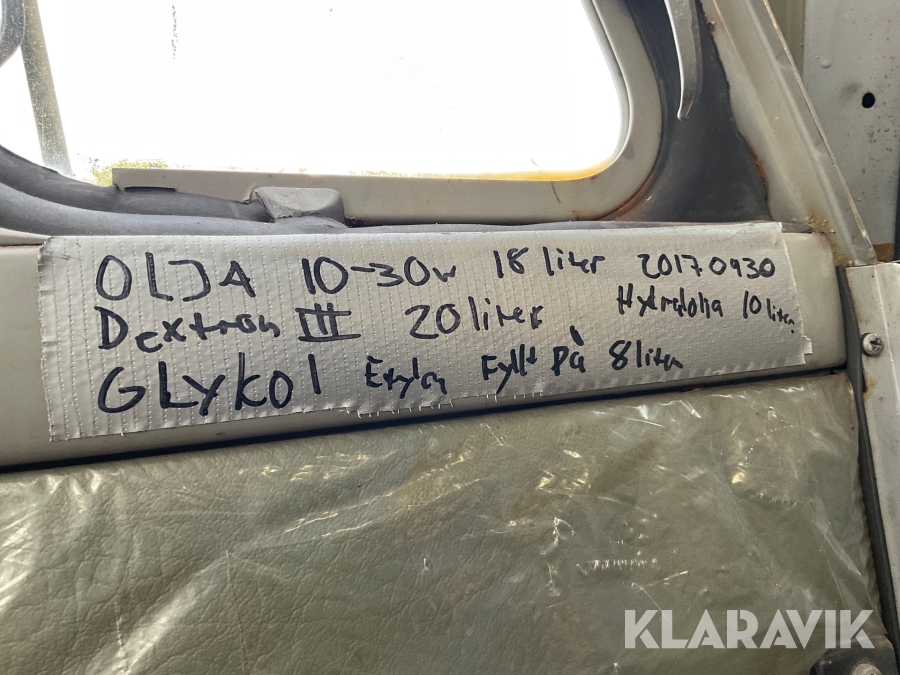 OLJA 10-30w 18 liter 20170930
Dextron III 20 liter Hydrolja 10 liter
GLYKOl Etylen Fyllt på 8 liter
KLARAVIK